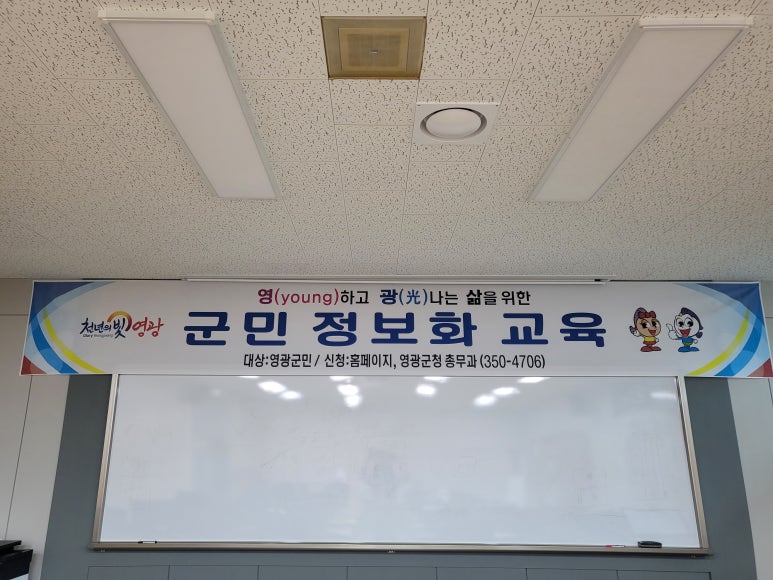 영(young)하고 광(光)나는 삶을 위한
천년의 빛 영광
군민 정보화 교육
대상:영광군민 / 신청:홈페이지, 영광군청 총무과 (350-4706)